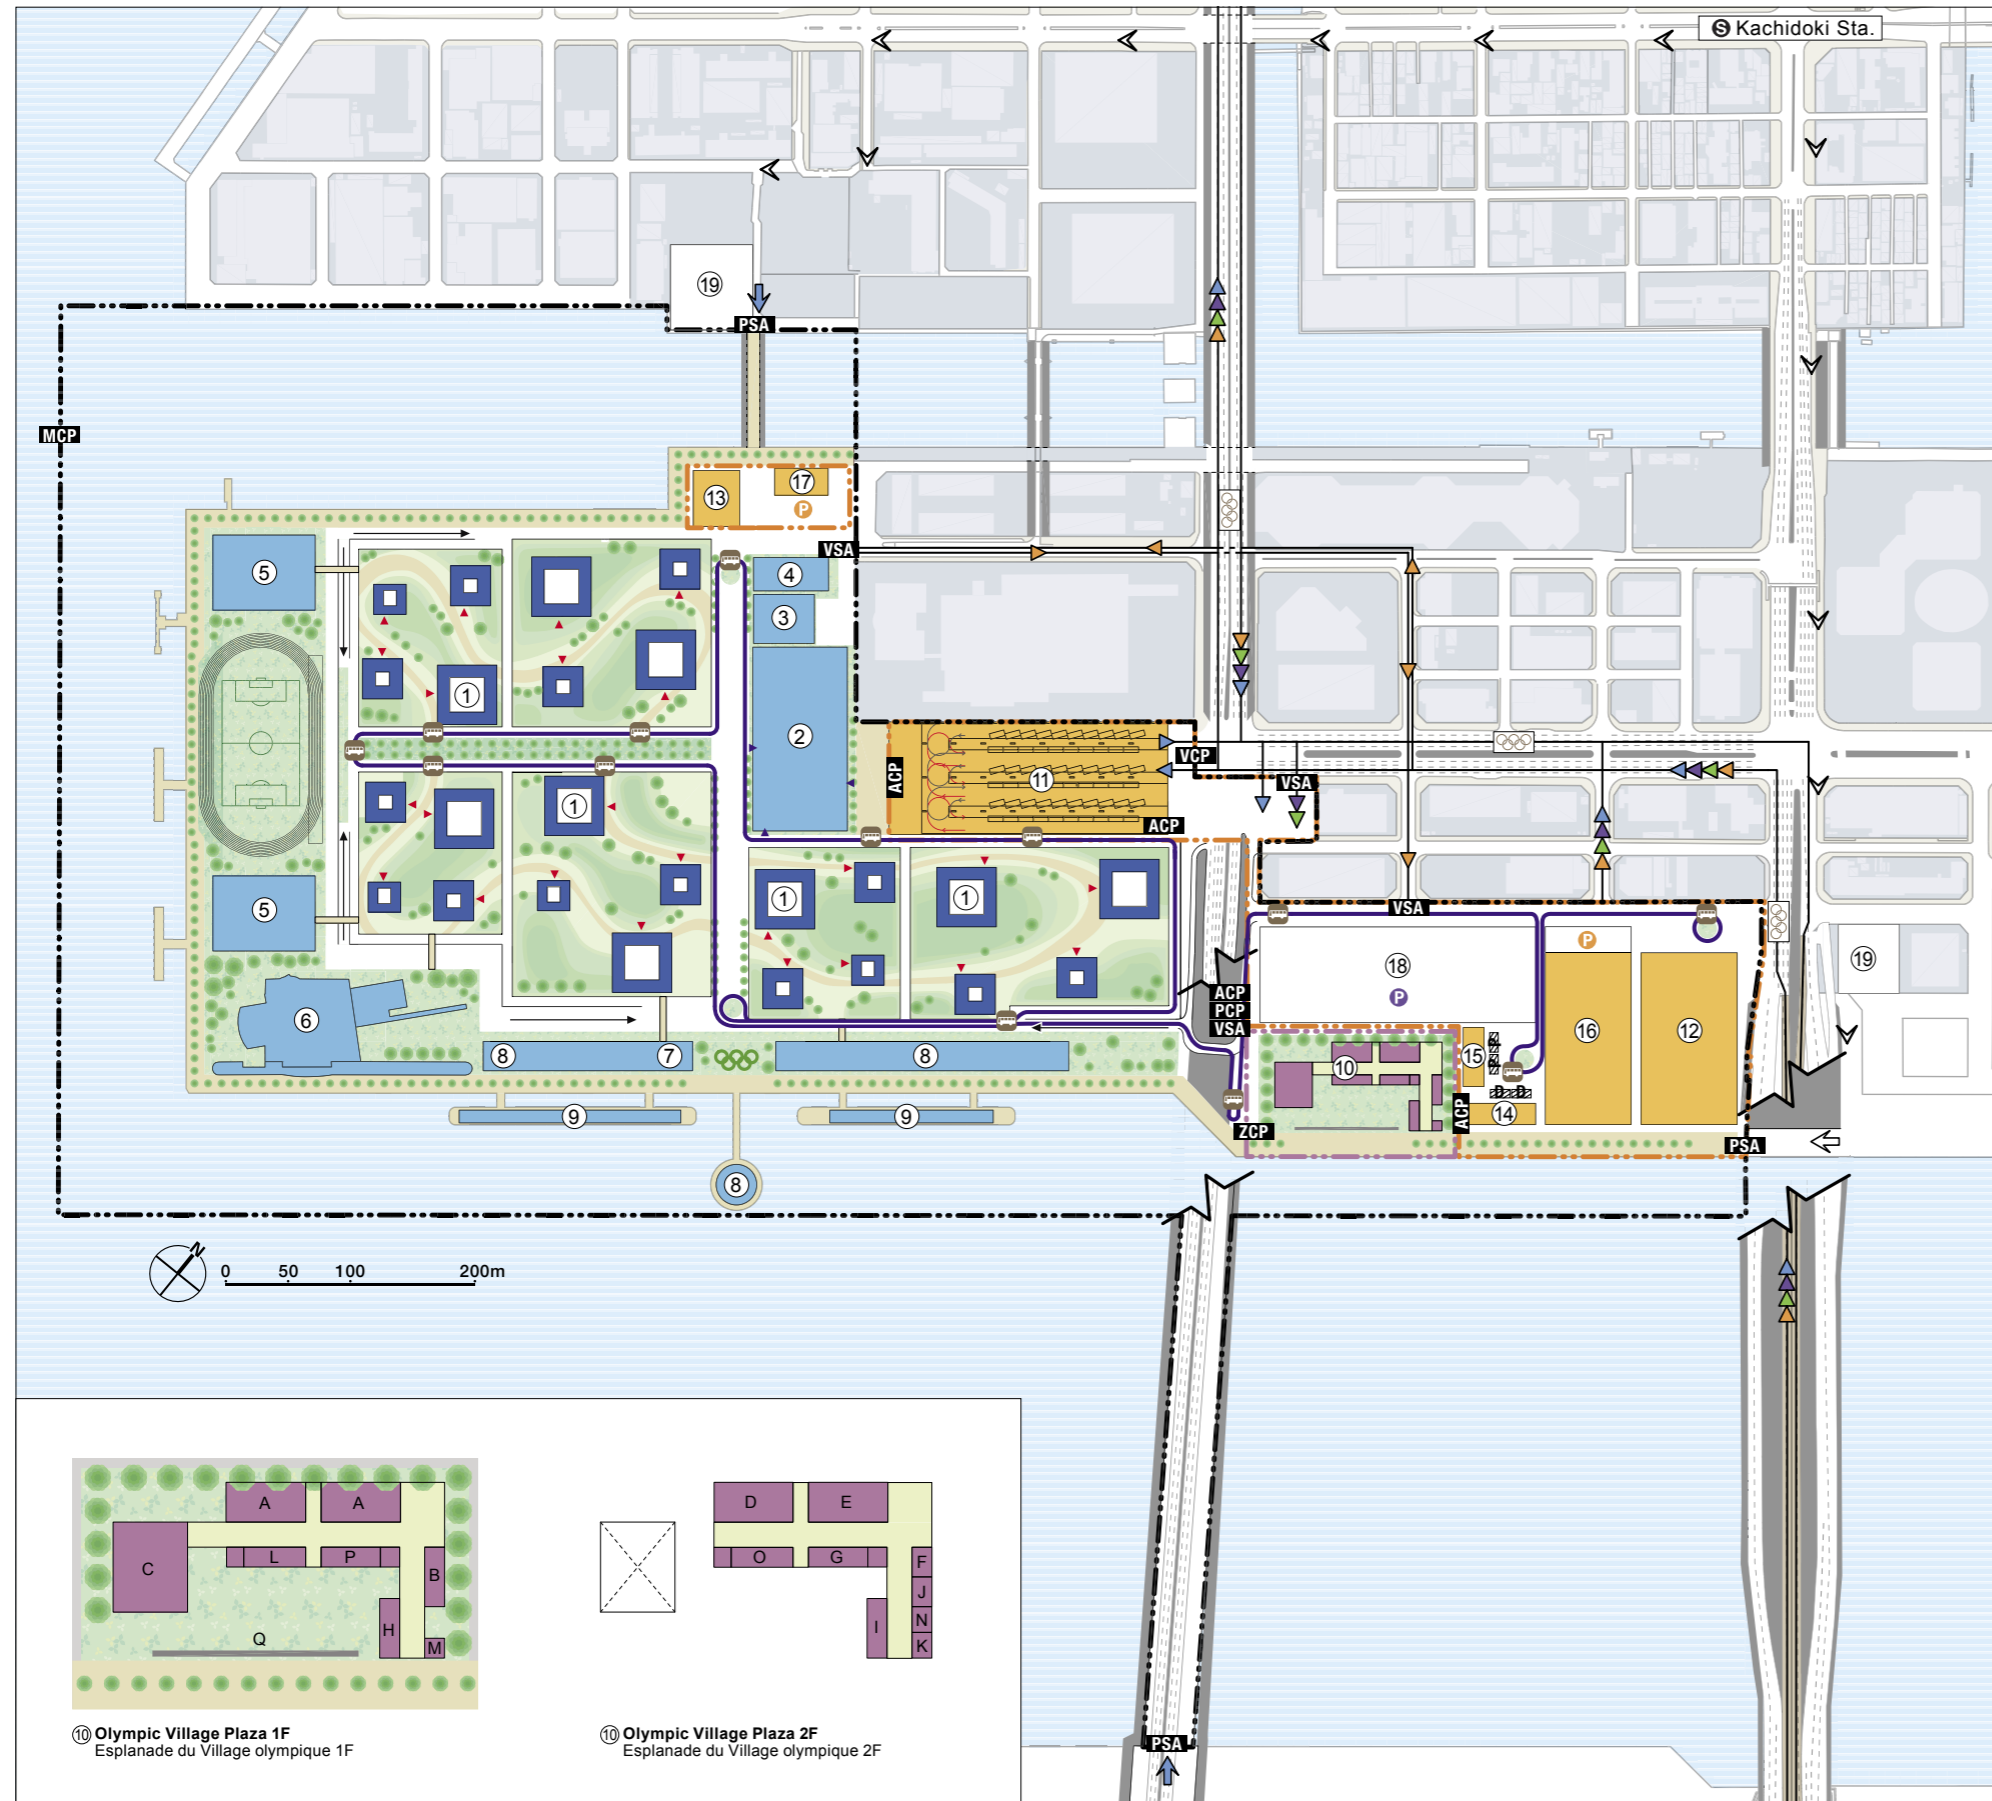 S Kachidoki Sta.
19
PSA
MCP
13
17
P
VSA
5
4
3
1
2
VCP
ACP
11
VSA
ACP
1
1
1
5
VSA
P
18
P
19
ACP
PCP
VSA
6
16
12
8
7
8
10
15
D
D
D D
14
9
9
ACP
ZCP
PSA
8
N
0 50 100 200m
A A
D E
L P
O G
C
B
F
J
H
I
N
Q
M
K
10 Olympic Village Plaza 1F
Esplanade du Village olympique 1F
10 Olympic Village Plaza 2F
Esplanade du Village olympique 2F
PSA